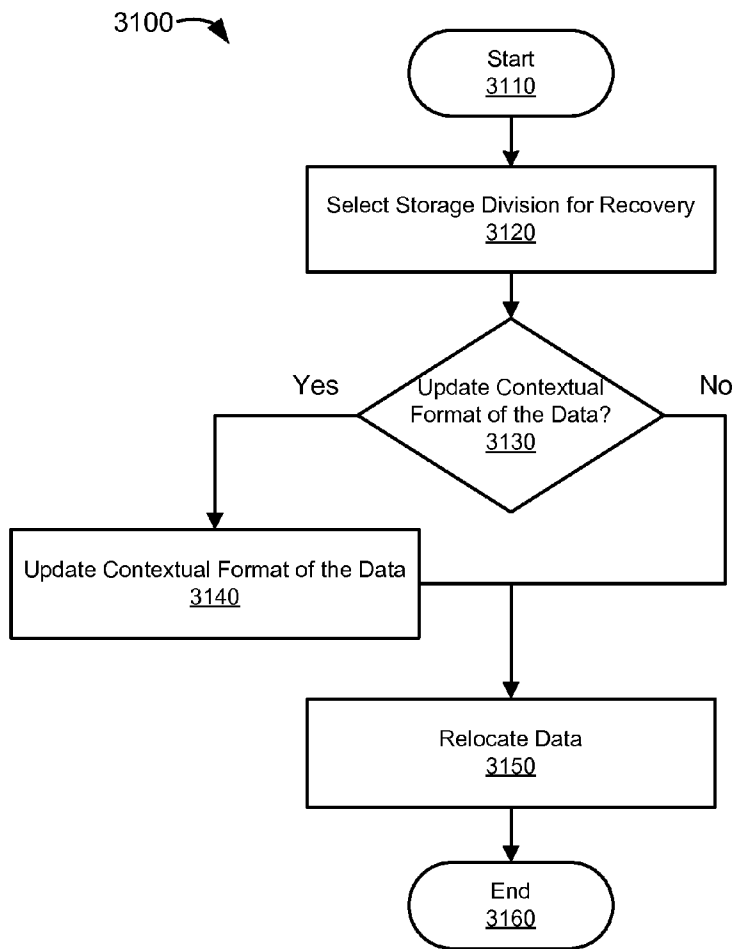 3100
Start
3110
Select Storage Division for Recovery
3120
Yes
No
Update Contextual
Format of the Data?
3130
Update Contextual Format of the Data
3140
Relocate Data
3150
End
3160